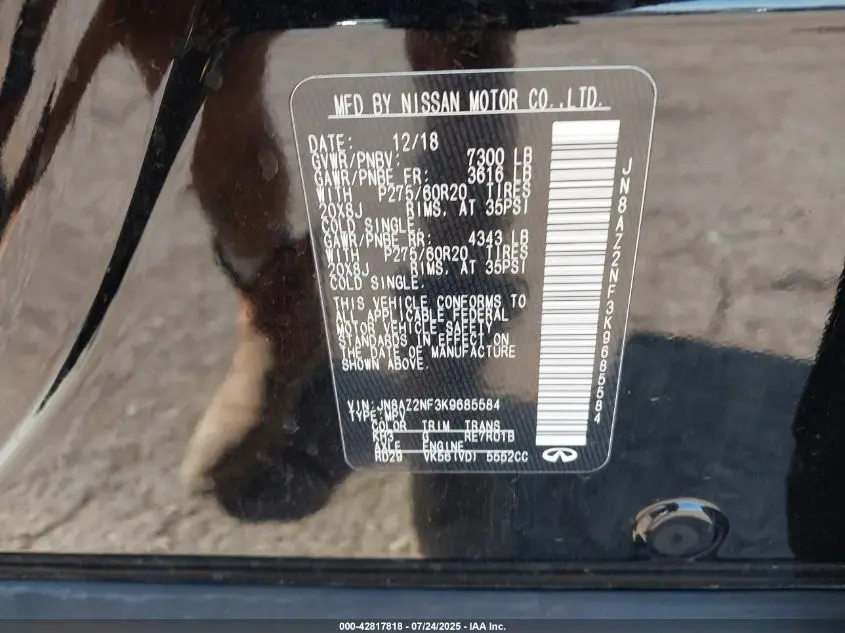 MFD BY NISSAN MOTOR CO.,LTD.
DATE: 12/18
GVWR/PNBV: 7300 LB
GAWR/PNBE FR: 3616 LB
WITH P275/60R20 TIRES
20X8J RIMS. AT 35PSI
COLD SINGLE.
GAWR/PNBE RR: 4343 LB
WITH P275/60R20 TIRES
20X8J RIMS. AT 35PSI
COLD SINGLE.
THIS VEHICLE CONFORMS TO
ALL APPLICABLE FEDERAL
MOTOR VEHICLE SAFETY
STANDARDS IN EFFECT ON
THE DATE OF MANUFACTURE
SHOWN ABOVE.
VIN:JN8AZ2NF3K9685584
TYPE:MPV
COLOR TRIM TRANS
KH3 G RE7R01B
AXLE ENGINE
RD29 VK56(VD) 5552CC
JN8AZ2NF3K9685584
000-42817818 - 07/24/2025 - IAA Inc.